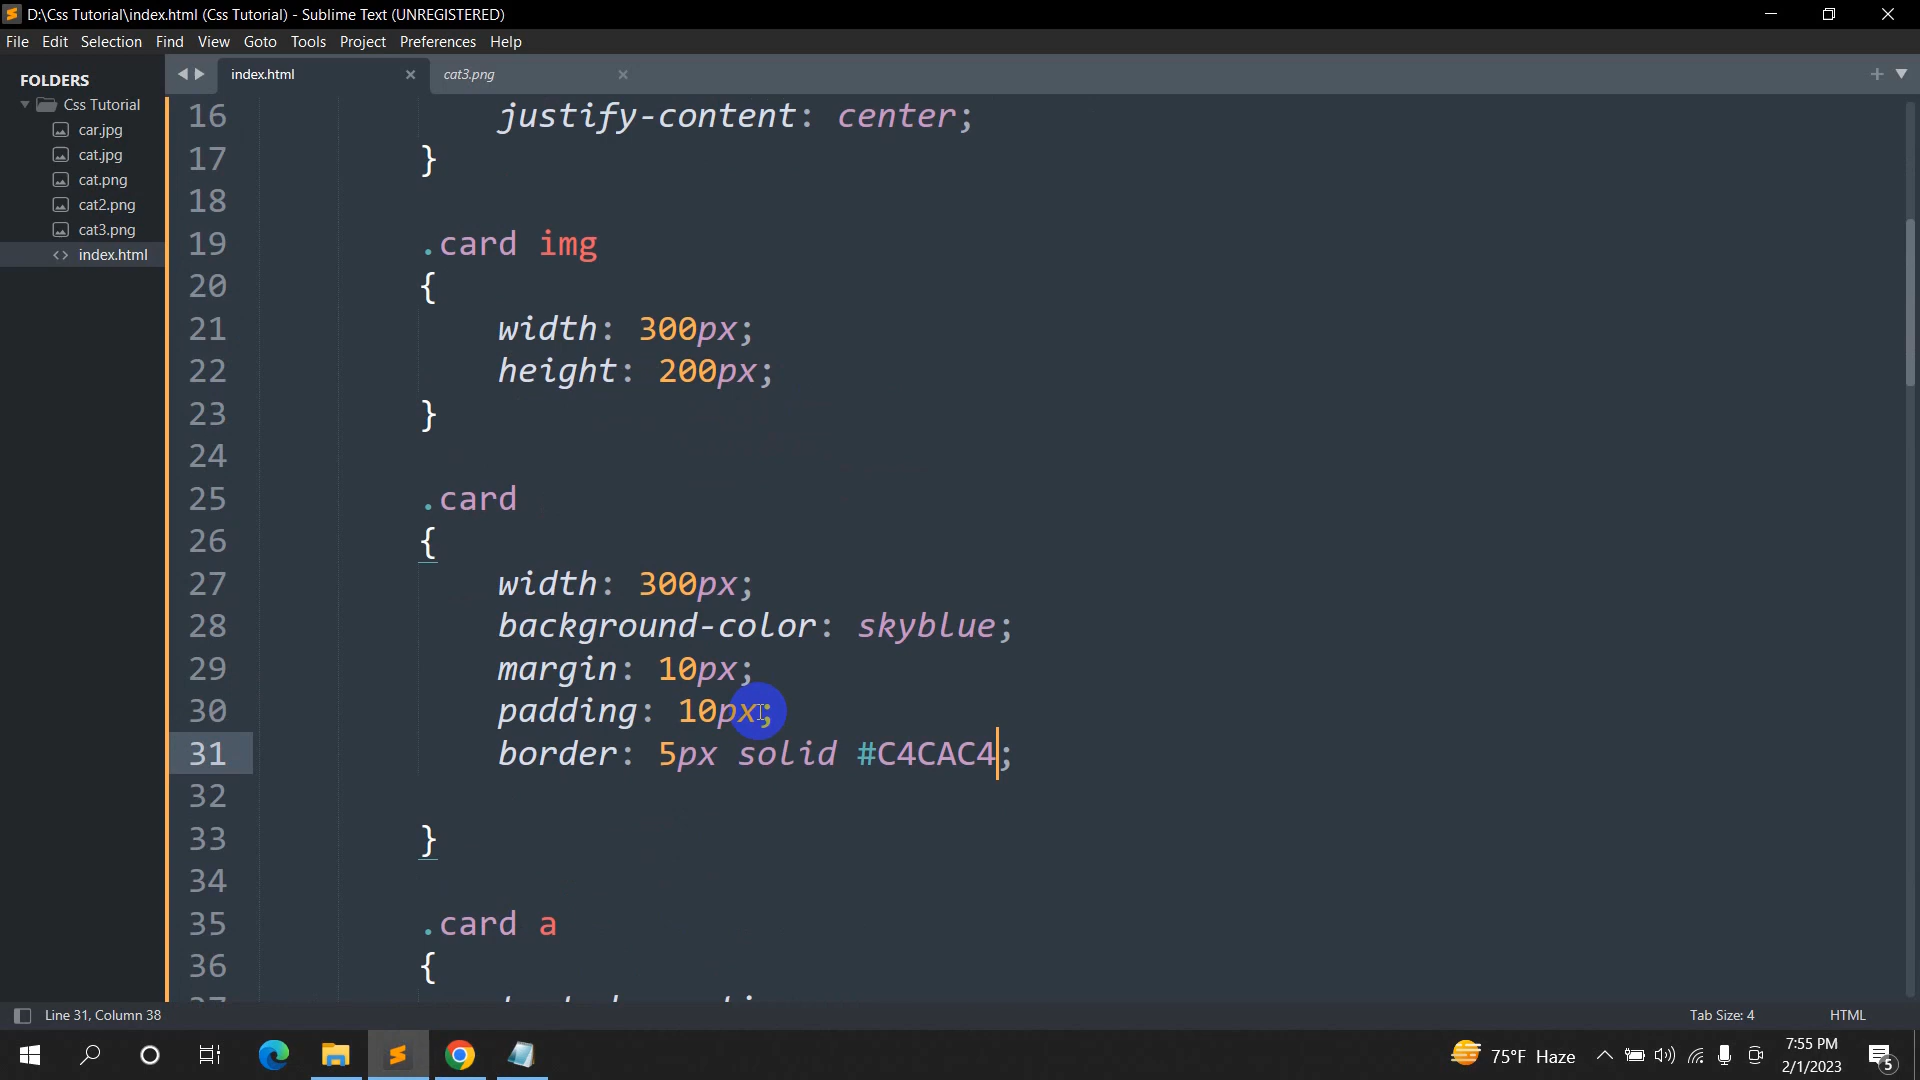 D:\Css Tutorial\index.html (Css Tutorial) - Sublime Text (UNREGISTERED)
File Edit Selection Find View Goto Tools Project Preferences Help
FOLDERS
Css Tutorial
car.jpg
cat.jpg
cat.png
cat2.png
cat3.png
index.html
index.html
cat3.png
16 justify-content: center;
17 }
18
19 .card img
20 {
21 width: 300px;
22 height: 200px;
23 }
24
25 .card
26 {
27 width: 300px;
28 background-color: skyblue;
29 margin: 10px;
30 padding: 10px;
31 border: 5px solid #C4CAC4;
32
33 }
34
35 .card a
36 {
Line 31, Column 38
Tab Size: 4
HTML
75°F Haze
7:55 PM
2/1/2023
5